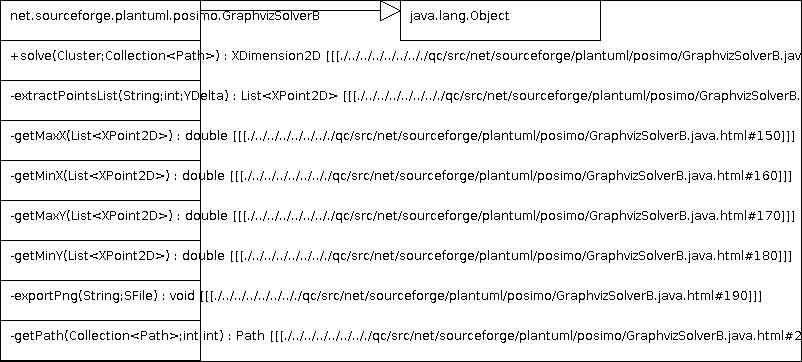 net.sourceforge.plantuml.posimo.GraphvizSolverB
java.lang.Object
+solve(Cluster;Collection<Path>) : XDimension2D [[[./../../../../../../../qc/src/net/sourceforge/plantuml/posimo/GraphvizSolverB.jav
-extractPointsList(String;int;YDelta) : List<XPoint2D> [[[./../../../../../../../qc/src/net/sourceforge/plantuml/posimo/GraphvizSolverB.
-getMaxX(List<XPoint2D>) : double [[[./../../../../../../../qc/src/net/sourceforge/plantuml/posimo/GraphvizSolverB.java.html#150]]]
-getMinX(List<XPoint2D>) : double [[[./../../../../../../../qc/src/net/sourceforge/plantuml/posimo/GraphvizSolverB.java.html#160]]]
-getMaxY(List<XPoint2D>) : double [[[./../../../../../../../qc/src/net/sourceforge/plantuml/posimo/GraphvizSolverB.java.html#170]]]
-getMinY(List<XPoint2D>) : double [[[./../../../../../../../qc/src/net/sourceforge/plantuml/posimo/GraphvizSolverB.java.html#180]]]
-exportPng(String;SFile) : void [[[./../../../../../../../qc/src/net/sourceforge/plantuml/posimo/GraphvizSolverB.java.html#190]]]
-getPath(Collection<Path>;int int) : Path [[[./../../../../../../../qc/src/net/sourceforge/plantuml/posimo/GraphvizSolverB.java.html#2